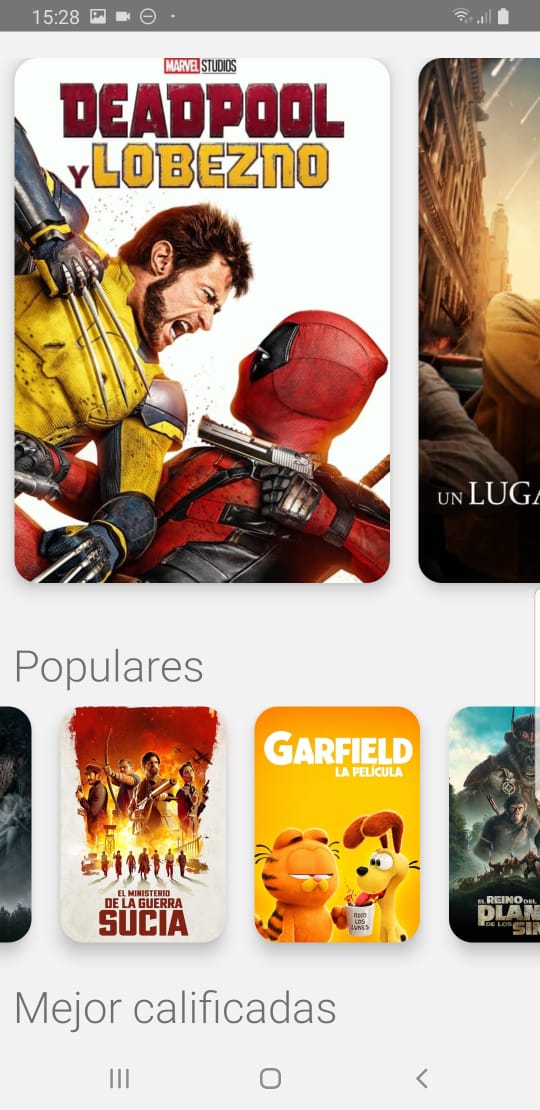 15:28
MARVEL STUDIOS
DEADPOOL
Y LOBEZNO
UN LUGA
Populares
EL MINISTERIO
DE LA GUERRA
SUCIA
GARFIELD
LA PELÍCULA
ODIO
LOS
LUNES
EL REINO DEL
PLAN
DE LOS SIM
Mejor calificadas